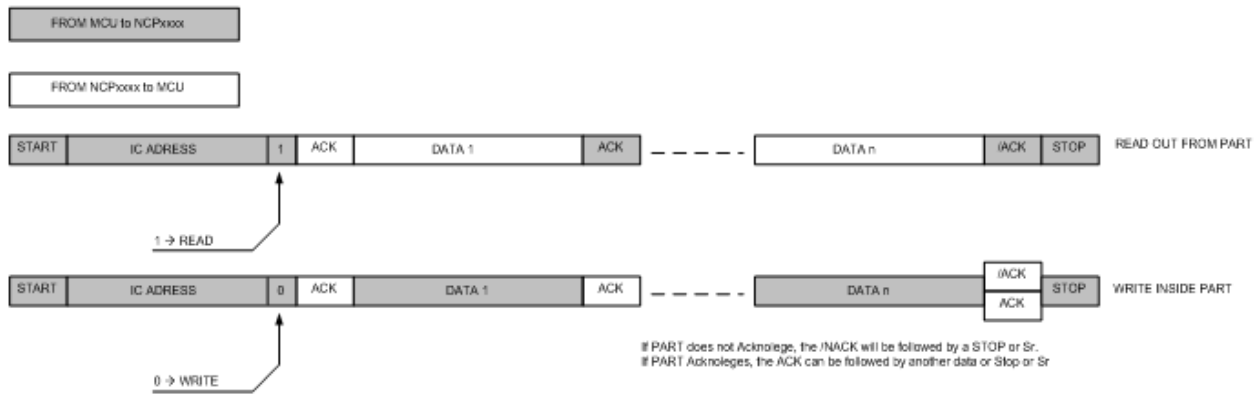 FROM MCU to NCPxxxx
FROM NCPxxxx to MCU
START IC ADRESS 1 ACK DATA 1 ACK DATA n /ACK STOP READ OUT FROM PART
1 → READ
START IC ADRESS 0 ACK DATA 1 ACK DATA n /ACK STOP WRITE INSIDE PART
ACK
If PART does not Acknolege, the /NACK will be followed by a STOP or Sr.
If PART Acknoleges, the ACK can be followed by another data or Stop or Sr
0 → WRITE